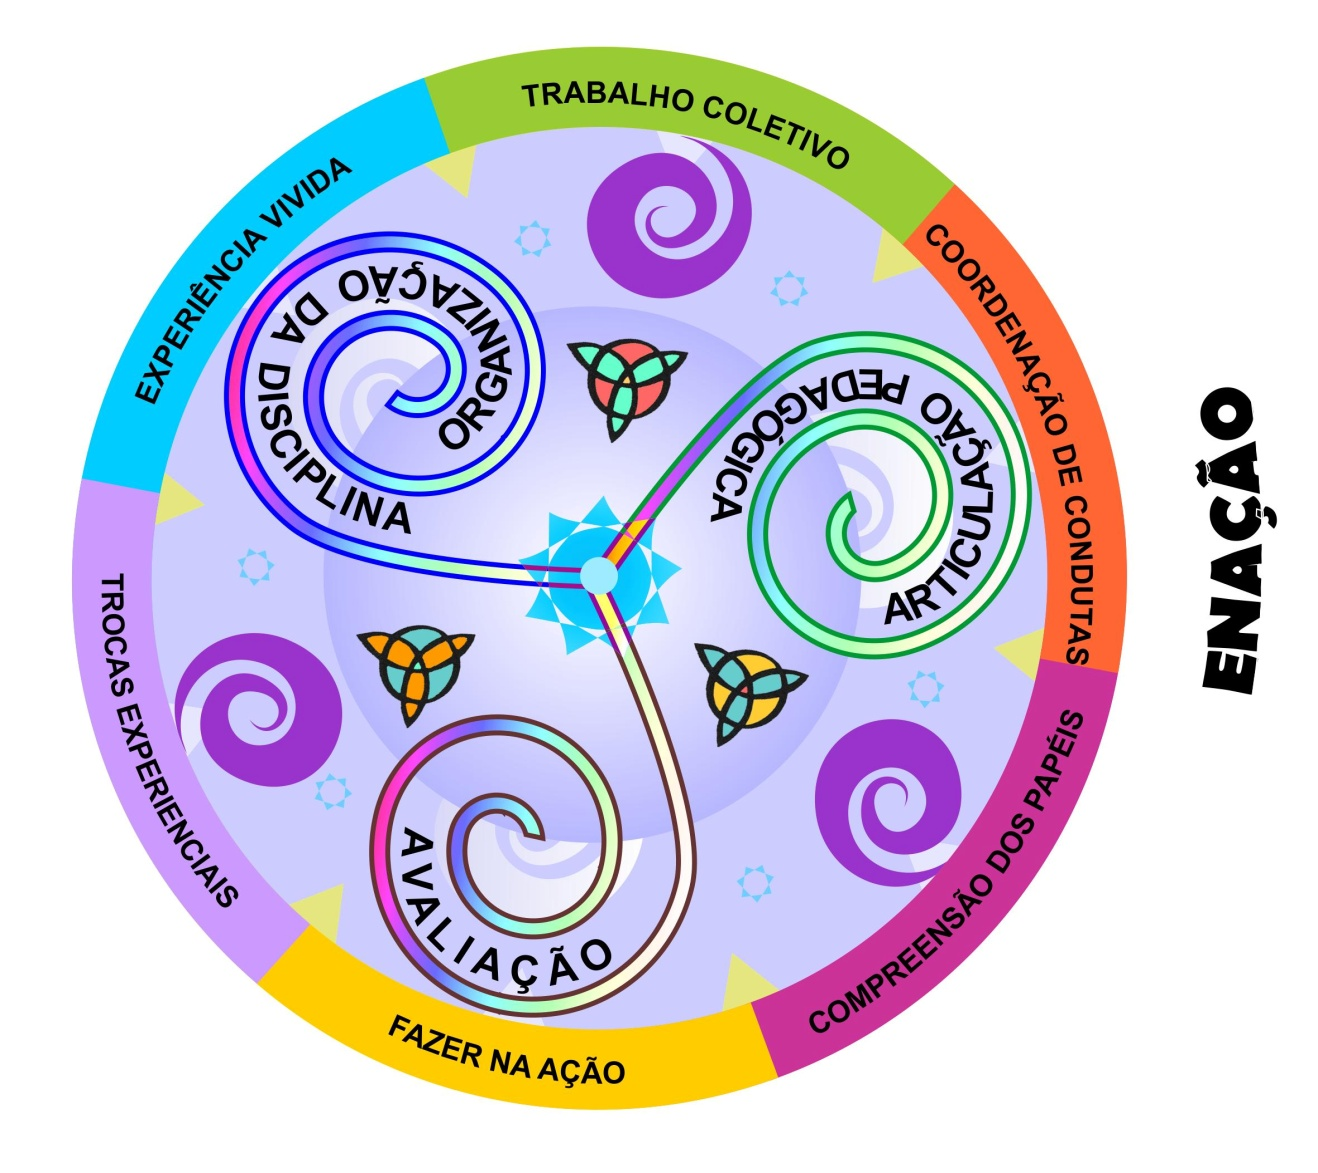 TRABALHO COLETIVO
COORDENAÇÃO DE CONDUTAS
COMPREENSÃO DOS PAPÉIS
FAZER NA AÇÃO
TROCAS EXPERIENCIAIS
EXPERIÊNCIA VIVIDA
ORGANIZAÇÃO DA DISCIPLINA
ARTICULAÇÃO PEDAGÓGICA
AVALIAÇÃO
ENAÇÃO